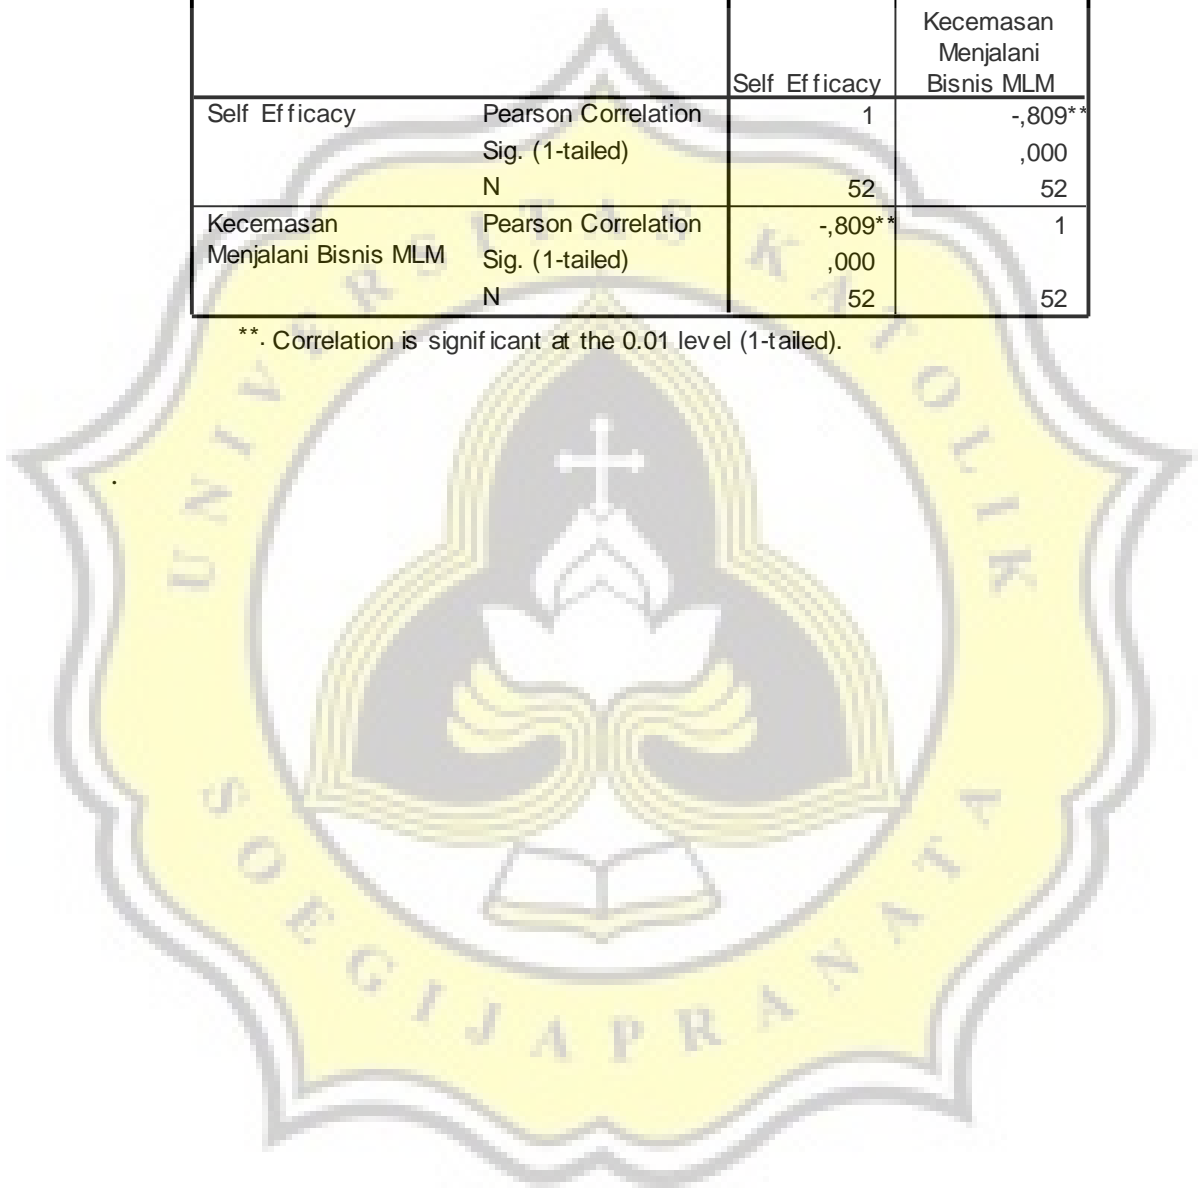 Kecemasan
Menjalani
Self Efficacy Bisnis MLM
Self Efficacy Pearson Correlation 1 -,809**
Sig. (1-tailed) ,000
N 52 52
Kecemasan Pearson Correlation -,809** 1
Menjalani Bisnis MLM Sig. (1-tailed) ,000
N 52 52
**. Correlation is significant at the 0.01 level (1-tailed).
.
UNIVERSITAS KATOLIK
SOEGIJAPRANATA